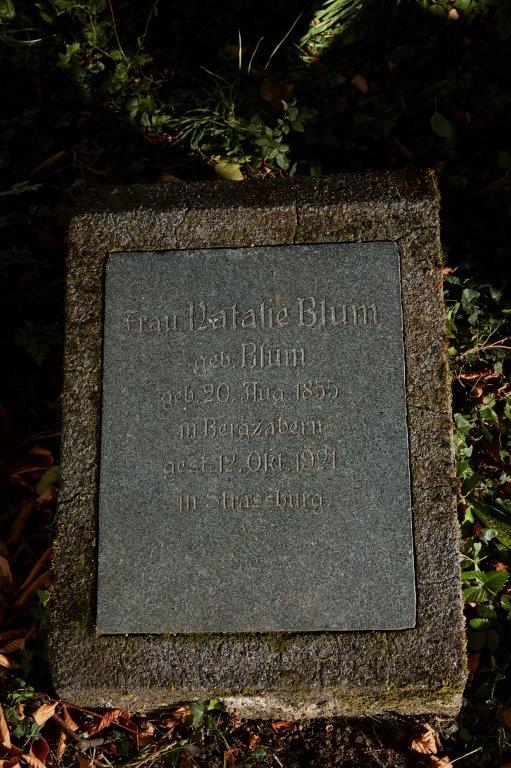 Frau Natalie Blum
geb. Blum
geb. 20. Aug. 1855
in Bergzabern
gest. 12. Okt. 1921
in Strassburg.